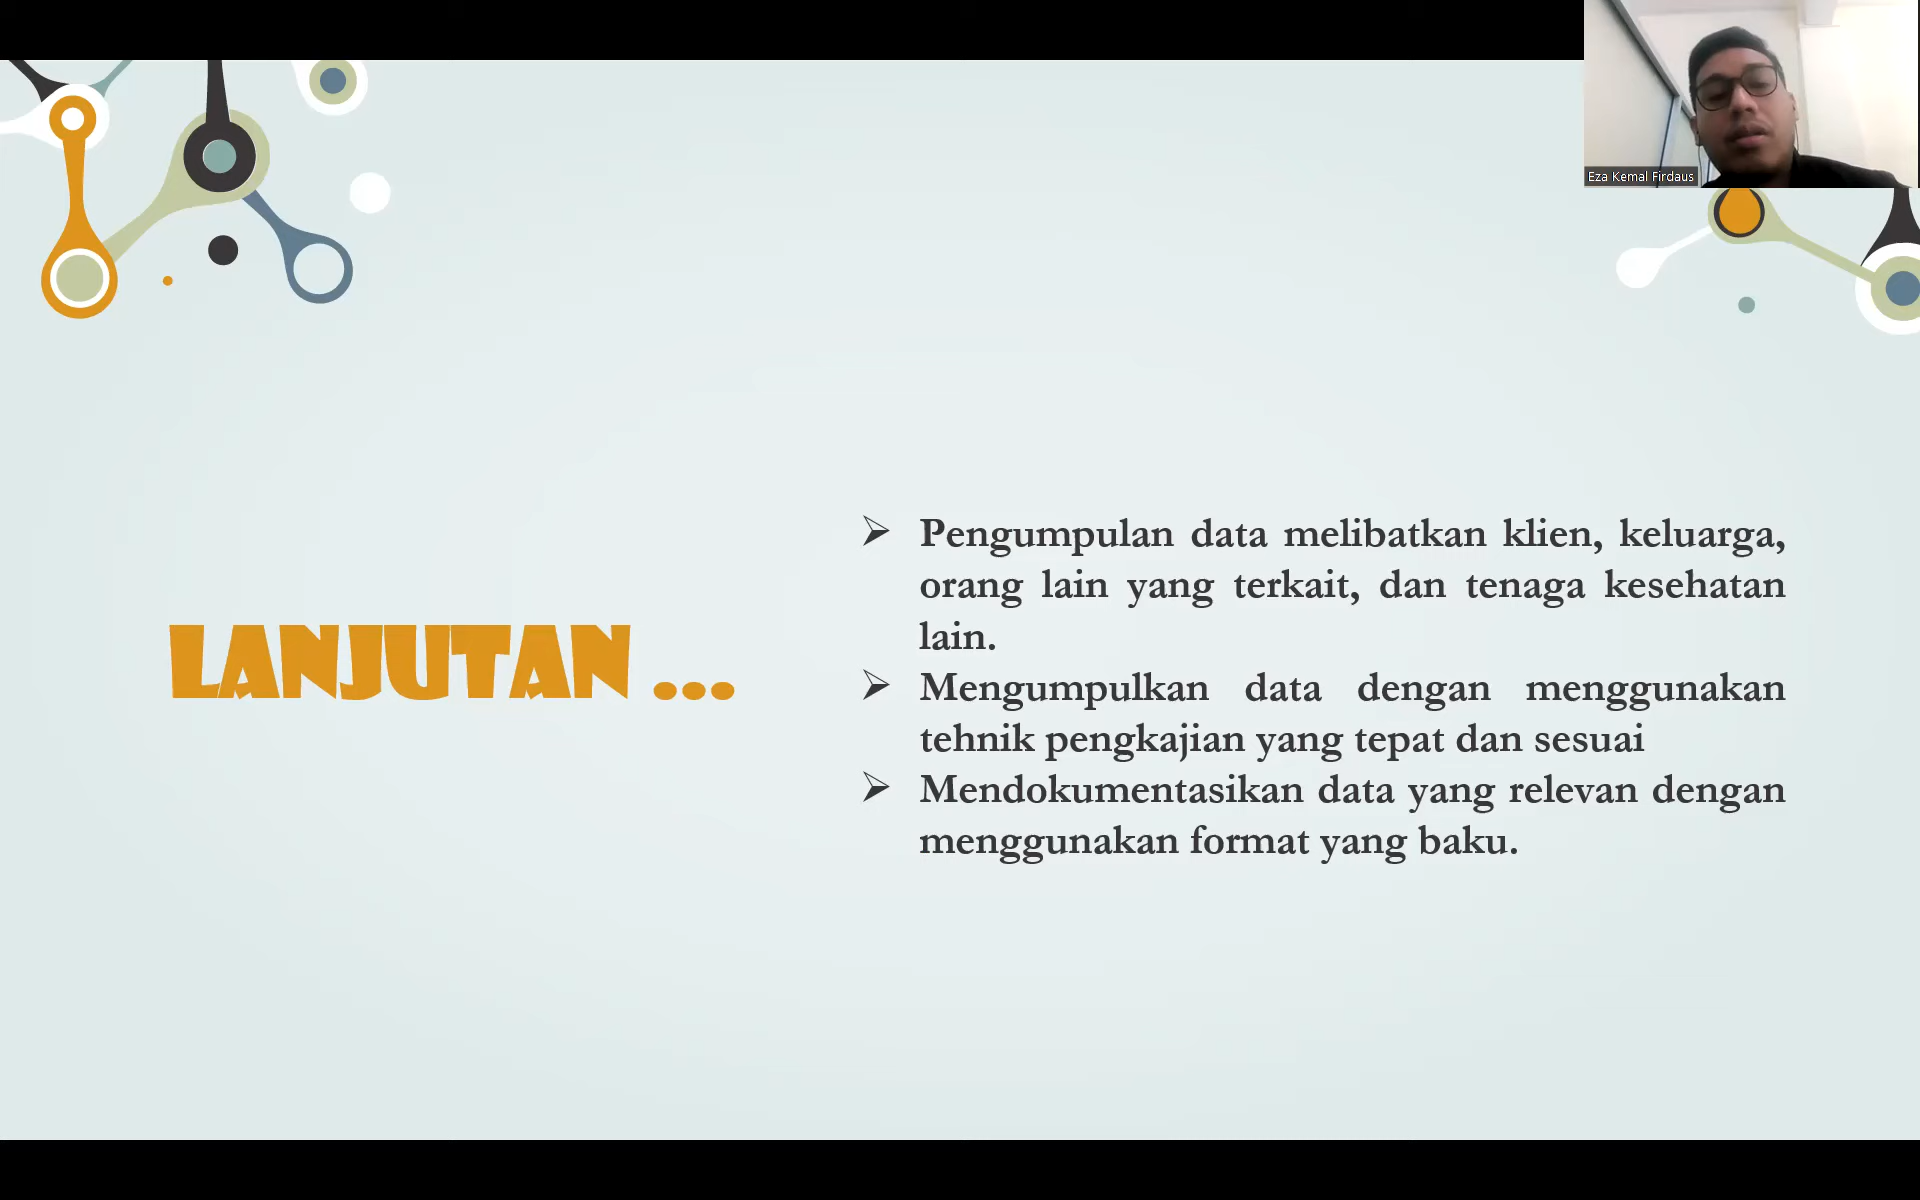 Eza Kemal Firdaus
LANJUTAN ...
Pengumpulan data melibatkan klien, keluarga,
orang lain yang terkait, dan tenaga kesehatan
lain.
Mengumpulkan data dengan menggunakan
tehnik pengkajian yang tepat dan sesuai
Mendokumentasikan data yang relevan dengan
menggunakan format yang baku.